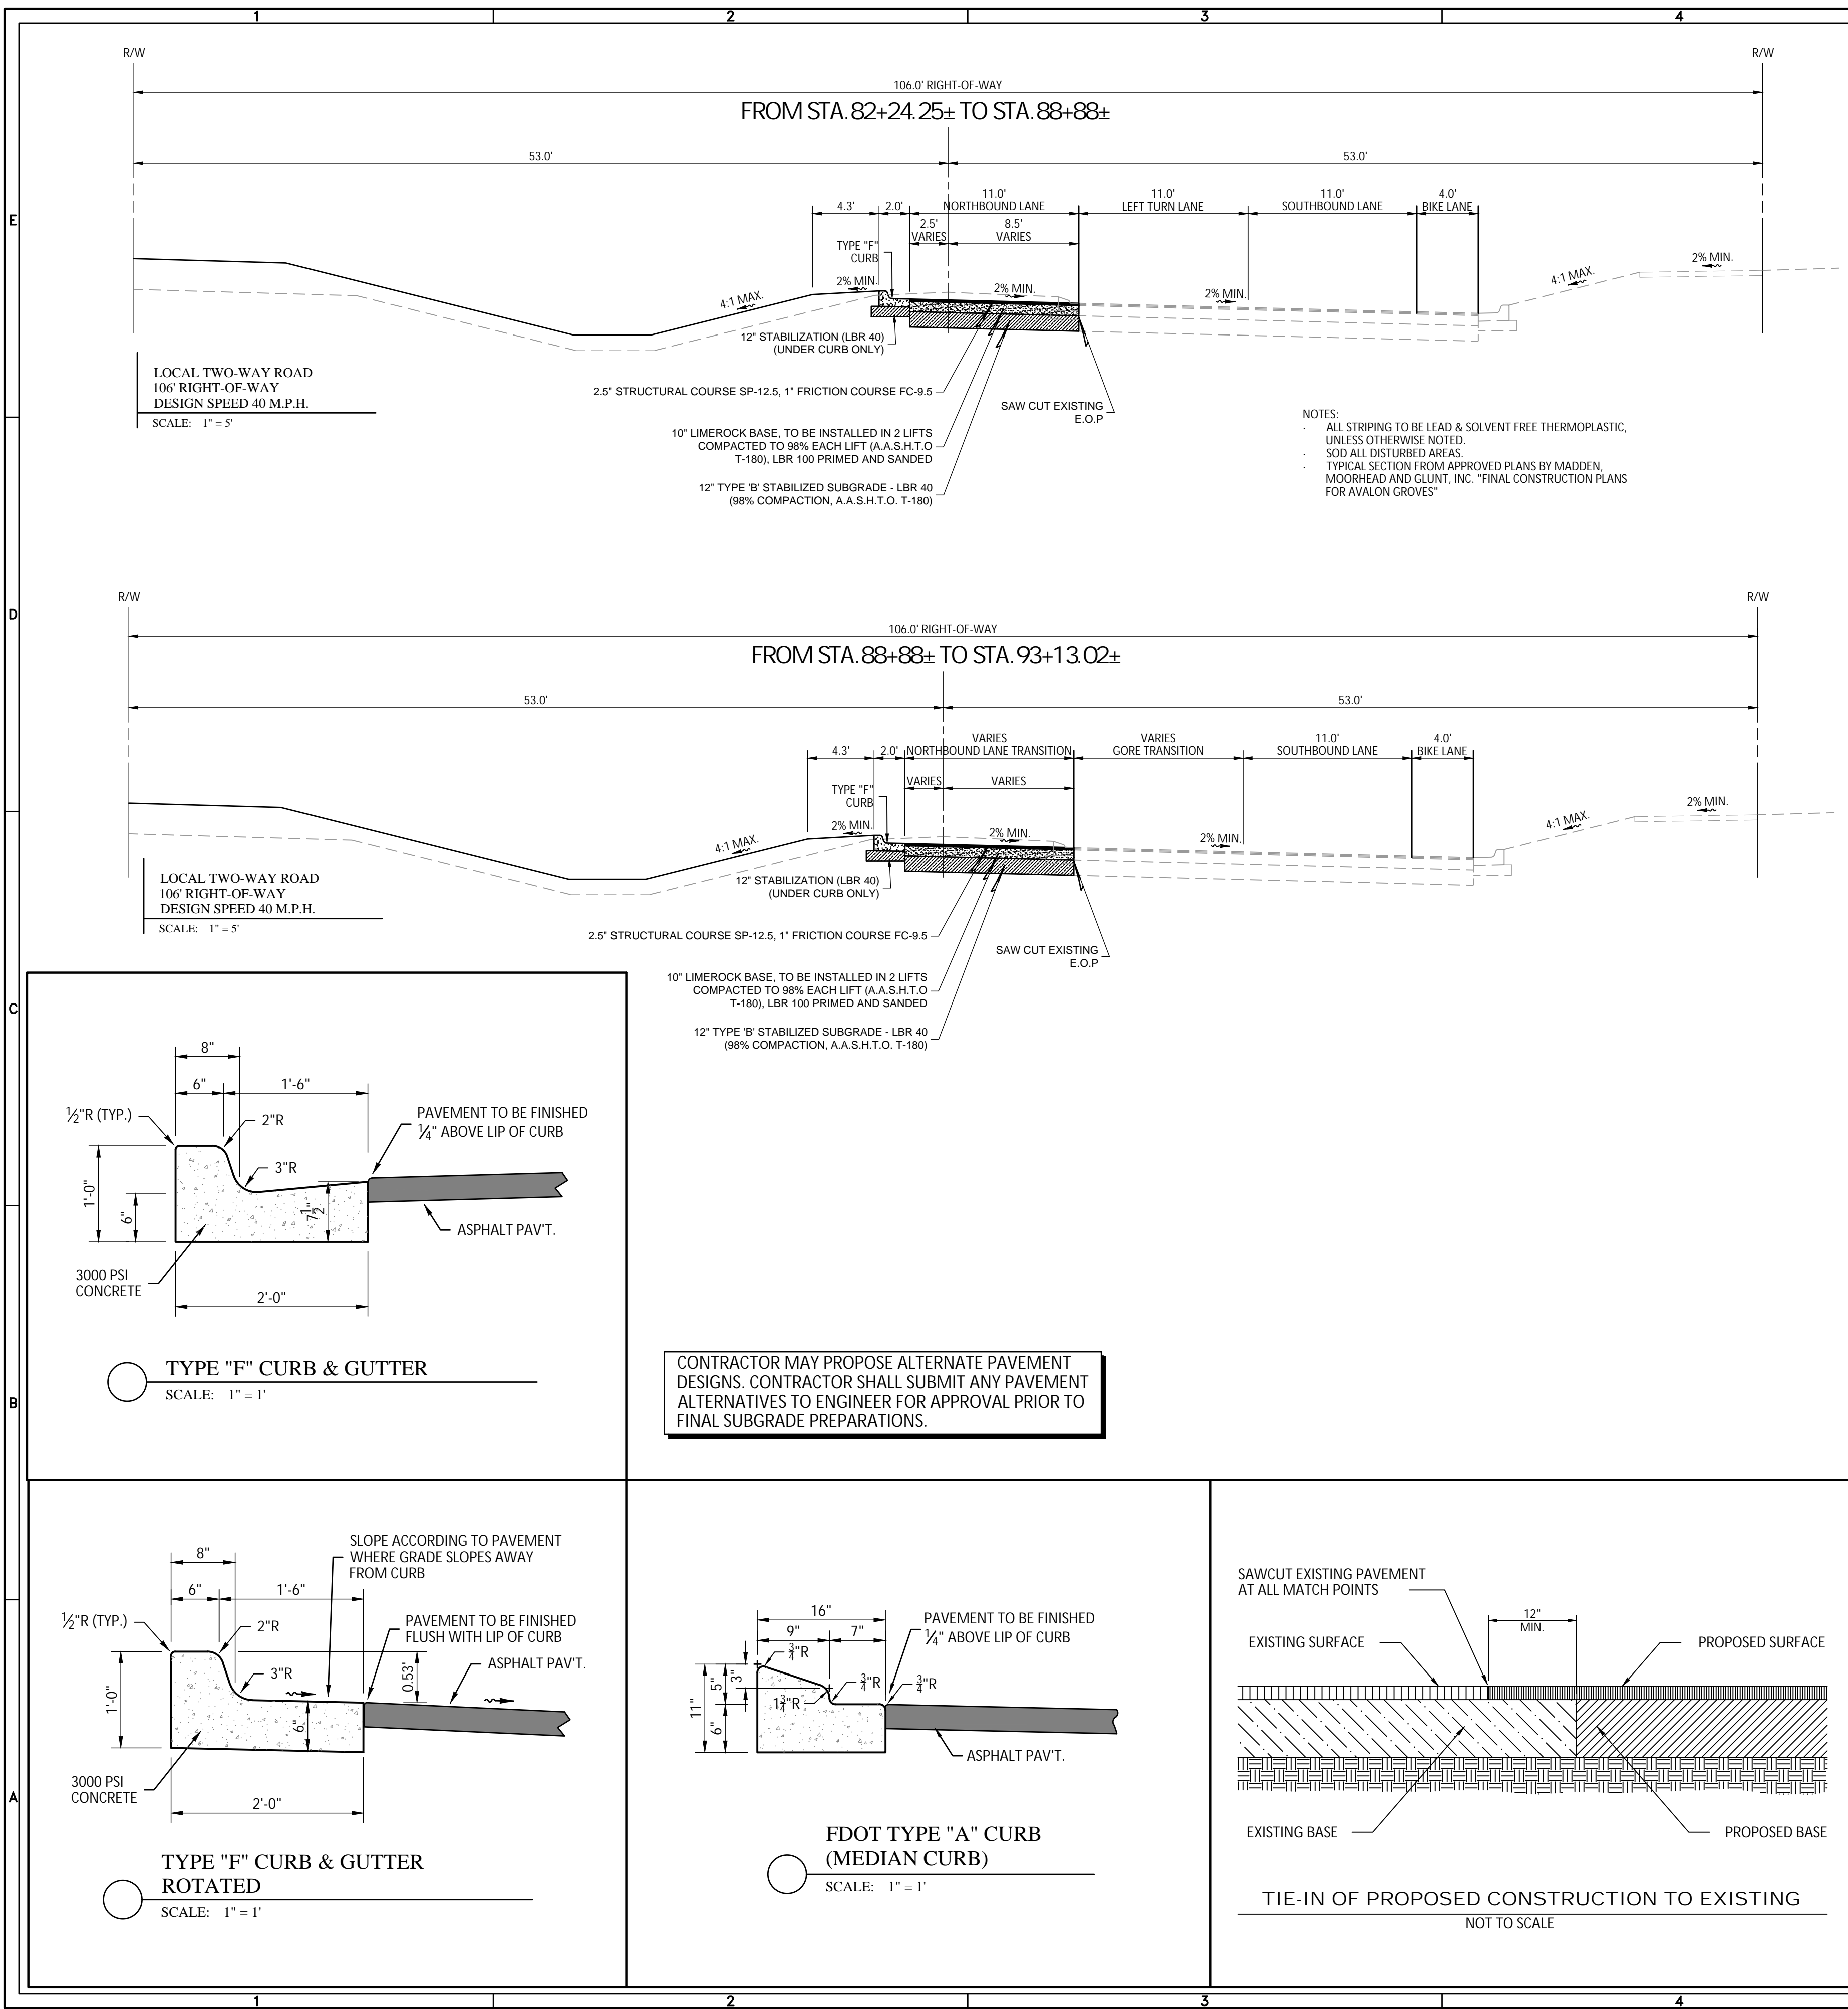 1 2 3 4
R/W R/W
106.0' RIGHT-OF-WAY
FROM STA. 82+24.25± TO STA. 88+88±
53.0' 53.0'
11.0' 11.0' 11.0' 4.0'
4.3' 2.0' NORTHBOUND LANE LEFT TURN LANE SOUTHBOUND LANE BIKE LANE
E
2.5' 8.5'
VARIES VARIES
TYPE "F"
CURB
2% MIN.
4:1 MAX.
2% MIN.
2% MIN.
4:1 MAX.
2% MIN.
12" STABILIZATION (LBR 40)
(UNDER CURB ONLY)
LOCAL TWO-WAY ROAD
106' RIGHT-OF-WAY
DESIGN SPEED 40 M.P.H.
SCALE: 1" = 5'
2.5" STRUCTURAL COURSE SP-12.5, 1" FRICTION COURSE FC-9.5
SAW CUT EXISTING
E.O.P
10" LIMEROCK BASE, TO BE INSTALLED IN 2 LIFTS
COMPACTED TO 98% EACH LIFT (A.A.S.H.T.O
T-180), LBR 100 PRIMED AND SANDED
12" TYPE 'B' STABILIZED SUBGRADE - LBR 40
(98% COMPACTION, A.A.S.H.T.O. T-180)
NOTES:
· ALL STRIPING TO BE LEAD & SOLVENT FREE THERMOPLASTIC,
UNLESS OTHERWISE NOTED.
· SOD ALL DISTURBED AREAS.
· TYPICAL SECTION FROM APPROVED PLANS BY MADDEN,
MOORHEAD AND GLUNT, INC. "FINAL CONSTRUCTION PLANS
FOR AVALON GROVES"
D
R/W R/W
106.0' RIGHT-OF-WAY
FROM STA. 88+88± TO STA. 93+13.02±
53.0' 53.0'
VARIES VARIES 11.0' 4.0'
4.3' 2.0' NORTHBOUND LANE TRANSITION GORE TRANSITION SOUTHBOUND LANE BIKE LANE
VARIES VARIES
TYPE "F"
CURB
2% MIN.
4:1 MAX.
2% MIN.
2% MIN.
4:1 MAX.
2% MIN.
12" STABILIZATION (LBR 40)
(UNDER CURB ONLY)
LOCAL TWO-WAY ROAD
106' RIGHT-OF-WAY
DESIGN SPEED 40 M.P.H.
SCALE: 1" = 5'
2.5" STRUCTURAL COURSE SP-12.5, 1" FRICTION COURSE FC-9.5
SAW CUT EXISTING
E.O.P
10" LIMEROCK BASE, TO BE INSTALLED IN 2 LIFTS
COMPACTED TO 98% EACH LIFT (A.A.S.H.T.O
T-180), LBR 100 PRIMED AND SANDED
12" TYPE 'B' STABILIZED SUBGRADE - LBR 40
(98% COMPACTION, A.A.S.H.T.O. T-180)
C
8"
6" 1'-6"
½"R (TYP.)
2"R
PAVEMENT TO BE FINISHED
¼" ABOVE LIP OF CURB
3"R
1'-0"
6"
7½"
ASPHALT PAV'T.
3000 PSI
CONCRETE
2'-0"
TYPE "F" CURB & GUTTER
SCALE: 1" = 1'
CONTRACTOR MAY PROPOSE ALTERNATE PAVEMENT
DESIGNS. CONTRACTOR SHALL SUBMIT ANY PAVEMENT
ALTERNATIVES TO ENGINEER FOR APPROVAL PRIOR TO
FINAL SUBGRADE PREPARATIONS.
B
8"
SLOPE ACCORDING TO PAVEMENT
WHERE GRADE SLOPES AWAY
FROM CURB
6" 1'-6"
½"R (TYP.)
2"R
PAVEMENT TO BE FINISHED
FLUSH WITH LIP OF CURB
3"R
0.53'
ASPHALT PAV'T.
1'-0"
6"
3000 PSI
CONCRETE
2'-0"
TYPE "F" CURB & GUTTER
ROTATED
SCALE: 1" = 1'
16"
9" 7"
PAVEMENT TO BE FINISHED
¼" ABOVE LIP OF CURB
¾"R
3"
5"
11"
6"
1¾"R
¾"R
¾"R
ASPHALT PAV'T.
FDOT TYPE "A" CURB
(MEDIAN CURB)
SCALE: 1" = 1'
SAWCUT EXISTING PAVEMENT
AT ALL MATCH POINTS
12"
MIN.
EXISTING SURFACE PROPOSED SURFACE
EXISTING BASE PROPOSED BASE
TIE-IN OF PROPOSED CONSTRUCTION TO EXISTING
NOT TO SCALE
A
1 2 3 4